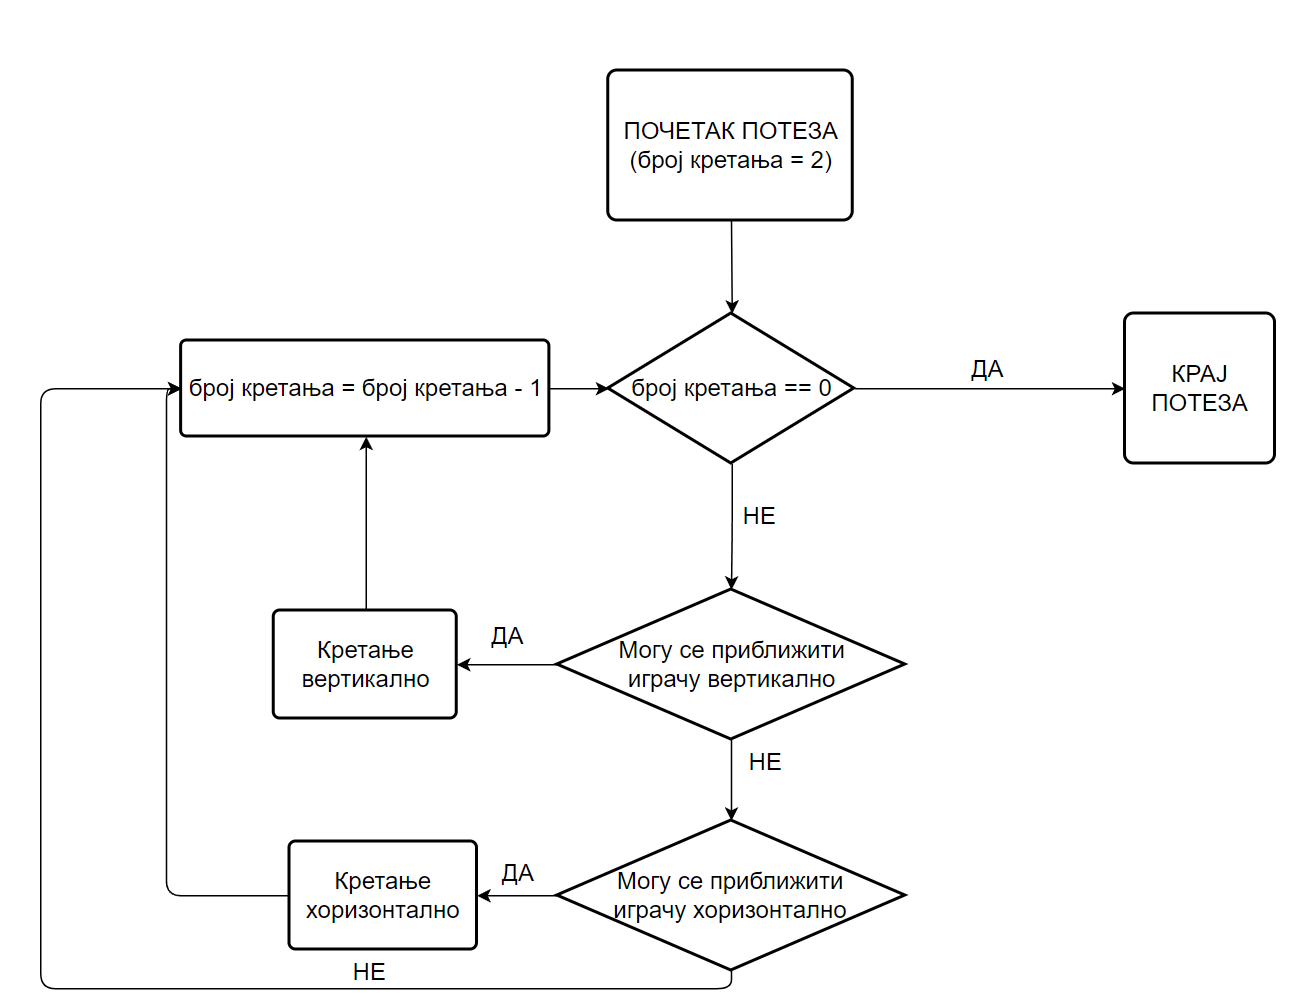 ПОЧЕТАК ПОТЕЗА
(број кретања = 2)
број кретања = број кретања - 1
број кретања == 0
ДА
КРАЈ
ПОТЕЗА
НЕ
Кретање
вертикално
ДА
Могу се приближити
играчу вертикално
НЕ
Кретање
хоризонтално
ДА
Могу се приближити
играчу хоризонтално
НЕ